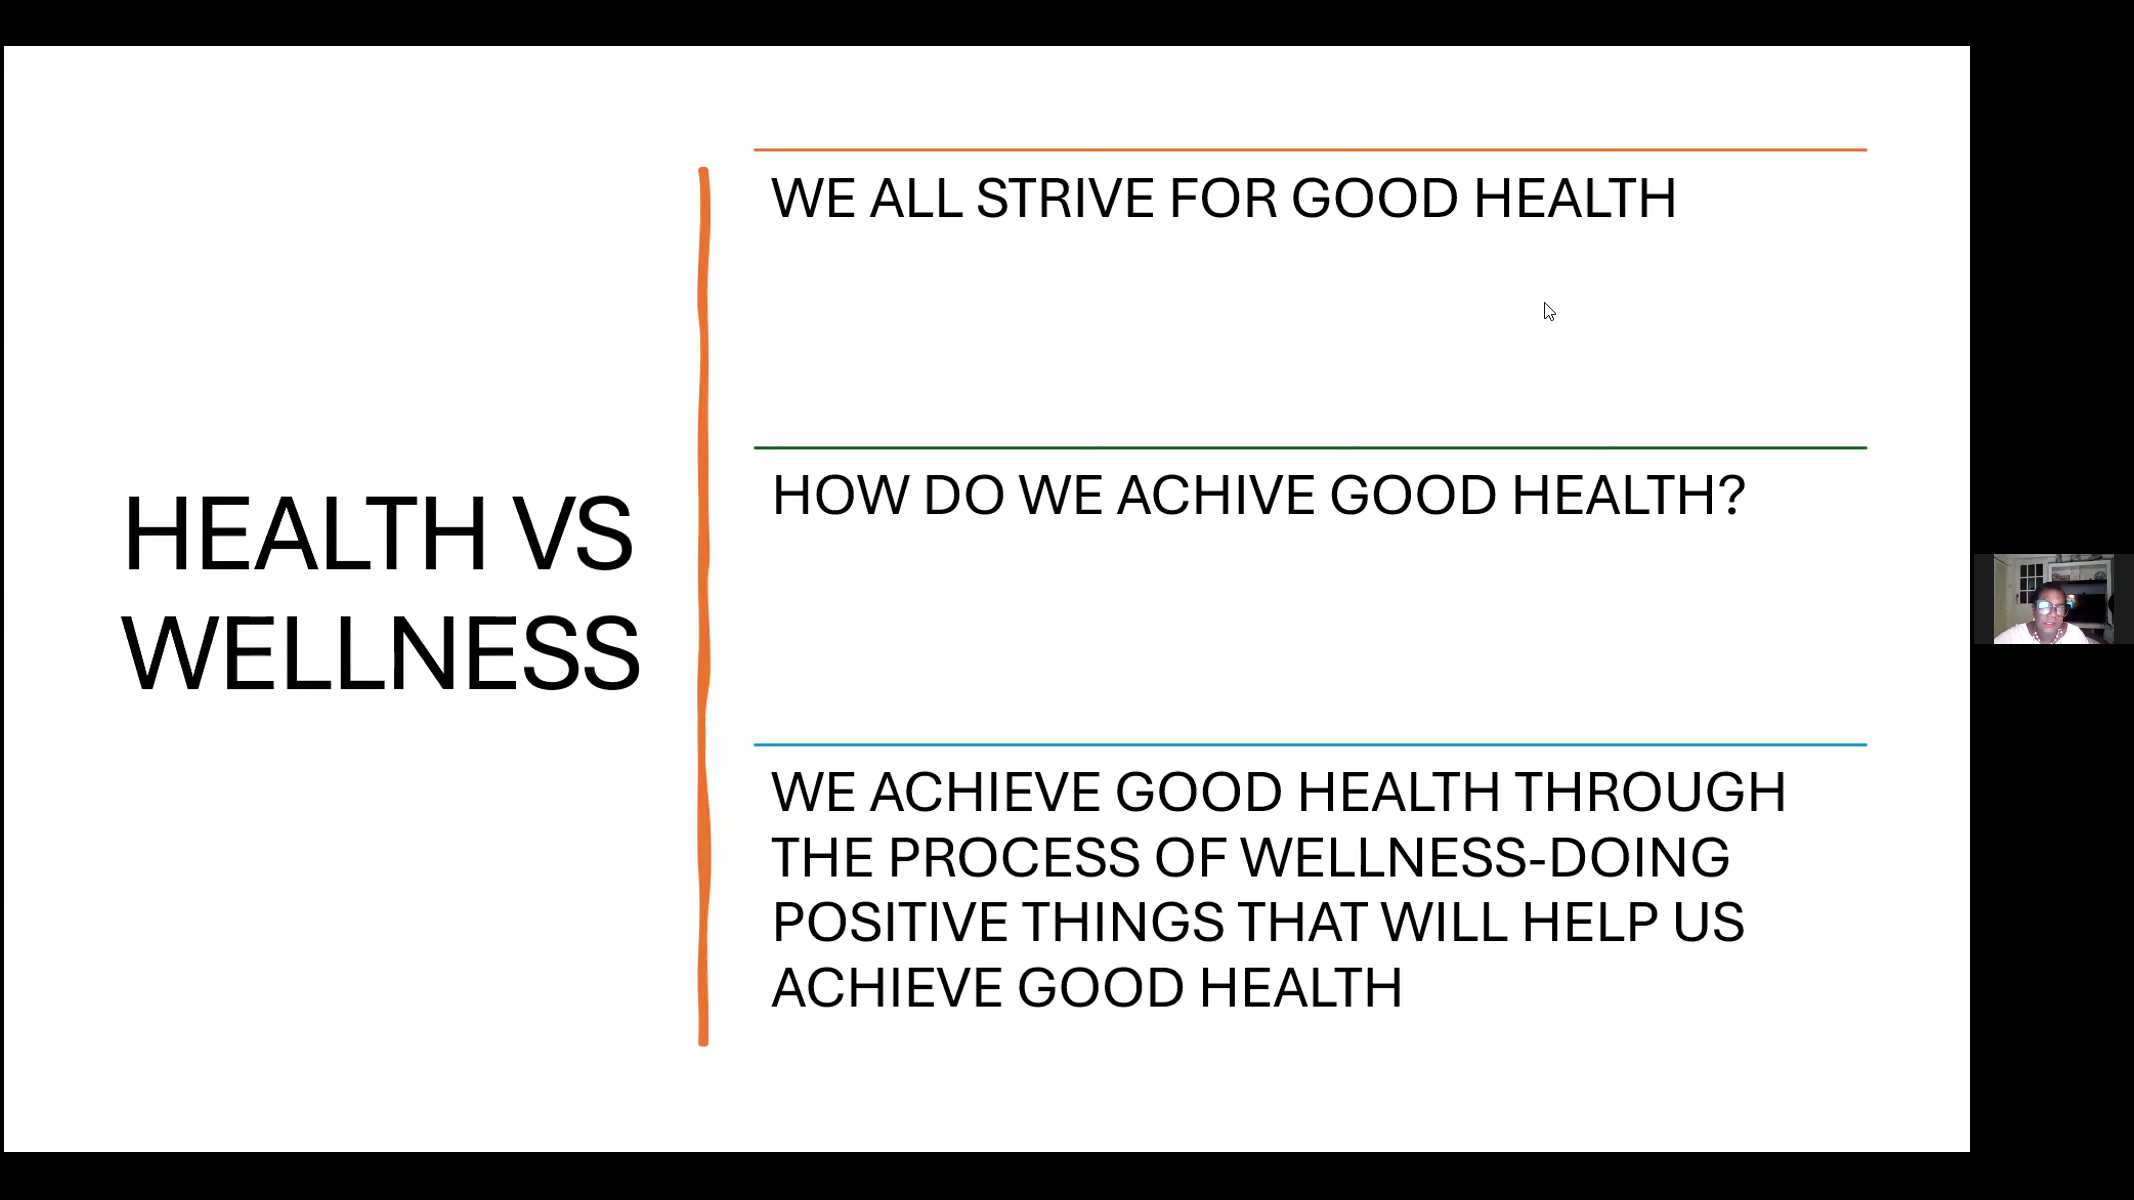 HEALTH VS
WELLNESS
WE ALL STRIVE FOR GOOD HEALTH
HOW DO WE ACHIVE GOOD HEALTH?
WE ACHIEVE GOOD HEALTH THROUGH
THE PROCESS OF WELLNESS-DOING
POSITIVE THINGS THAT WILL HELP US
ACHIEVE GOOD HEALTH